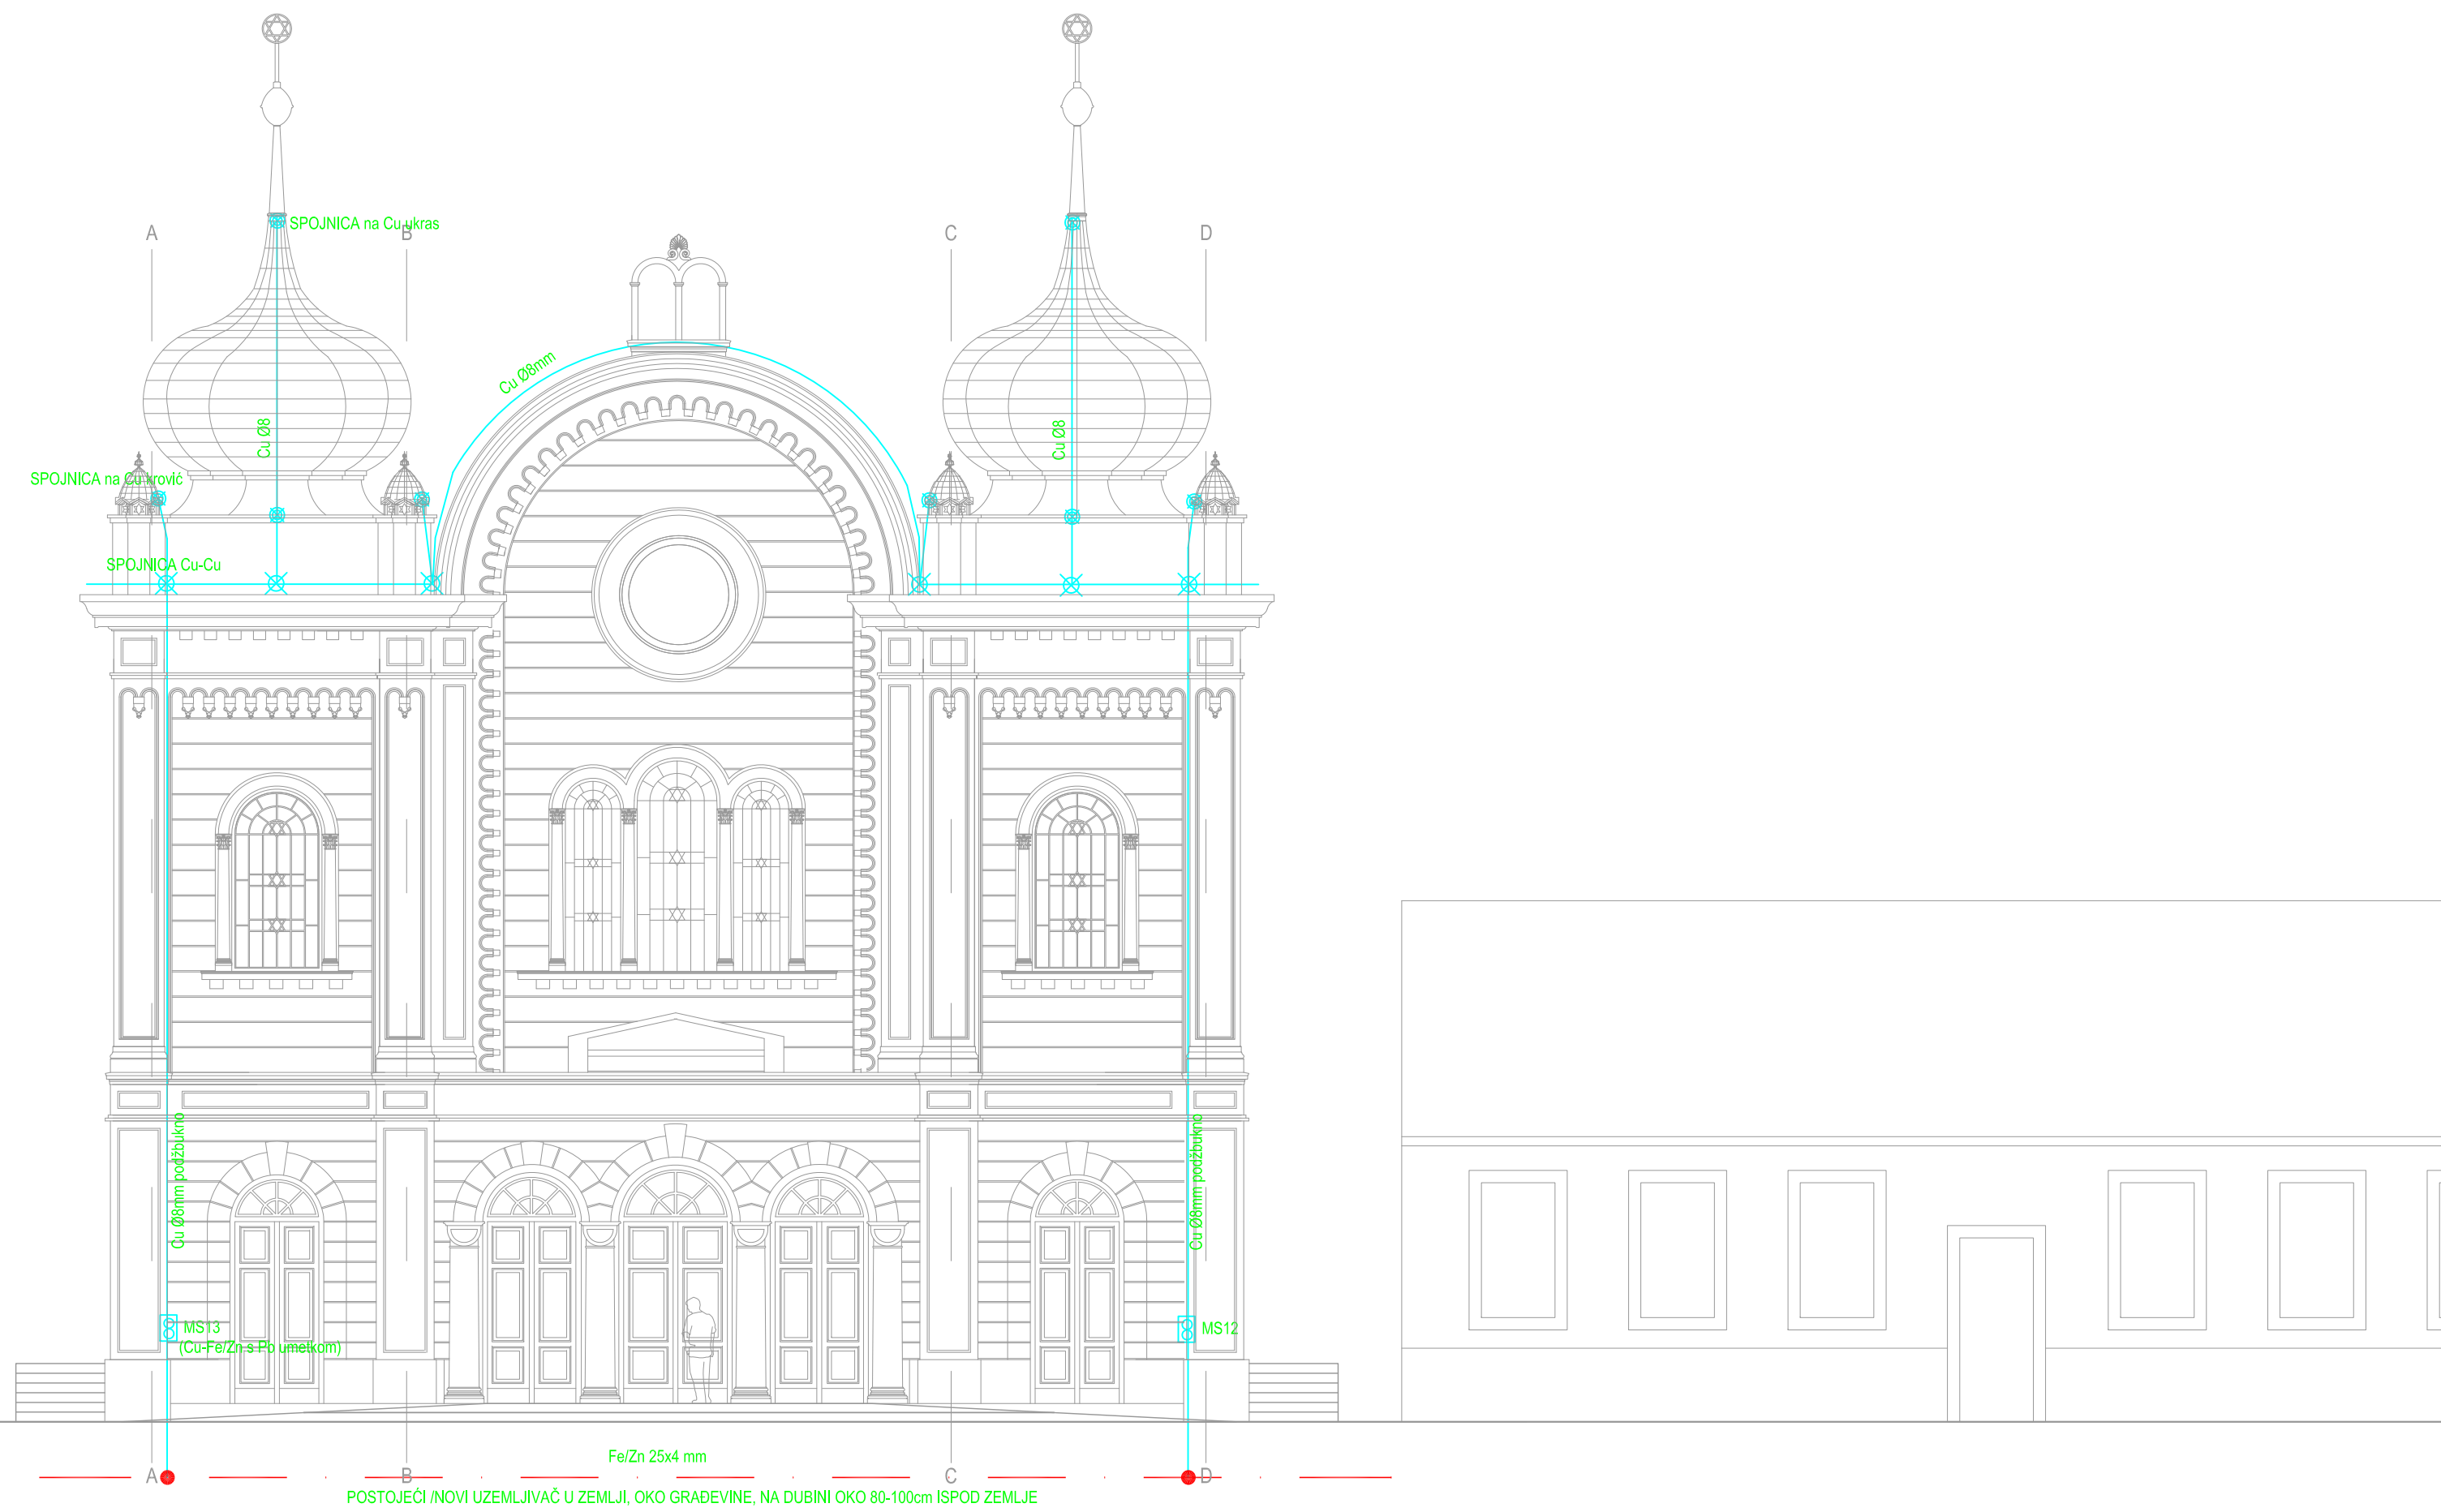 SPOJNICA na Cu ukras
A
B
C
D
Cu Ø8mm
Cu Ø8
Cu Ø8
SPOJNICA na Cu krović
SPOJNICA Cu-Cu
Cu Ø8mm podžbukno
Cu Ø8mm podžbukno
MS13
(Cu-Fe/Zn s Pb umetkom)
MS12
Fe/Zn 25x4 mm
A
B
C
D
POSTOJEĆI /NOVI UZEMLJIVAČ U ZEMLJI, OKO GRAĐEVINE, NA DUBINI OKO 80-100cm ISPOD ZEMLJE